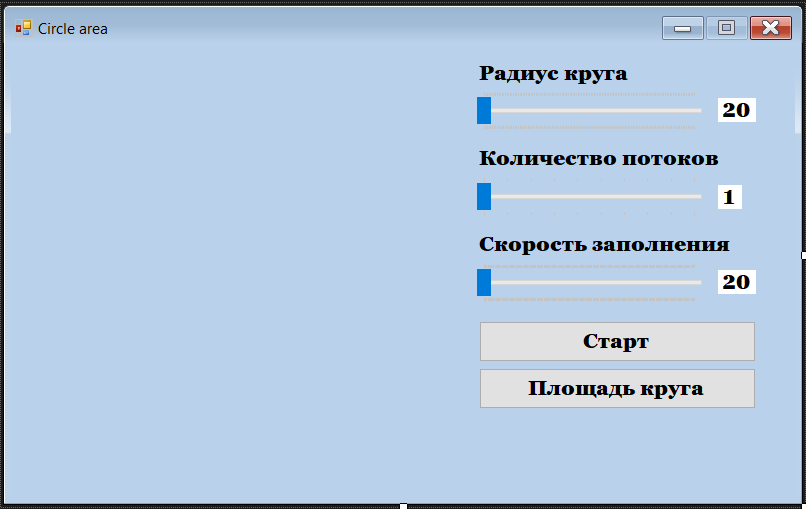 Circle area
Радиус круга
20
Количество потоков
1
Скорость заполнения
20
Старт
Площадь круга